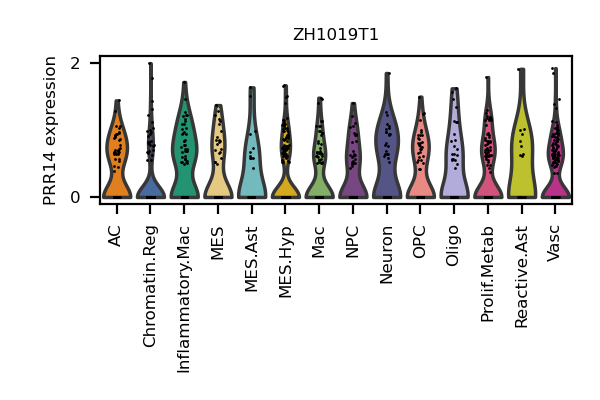 ZH1019T1
PRR14 expression
2
0
AC
Chromatin.Reg
Inflammatory.Mac
MES
MES.Ast
MES.Hyp
Mac
NPC
Neuron
OPC
Oligo
Prolif.Metab
Reactive.Ast
Vasc